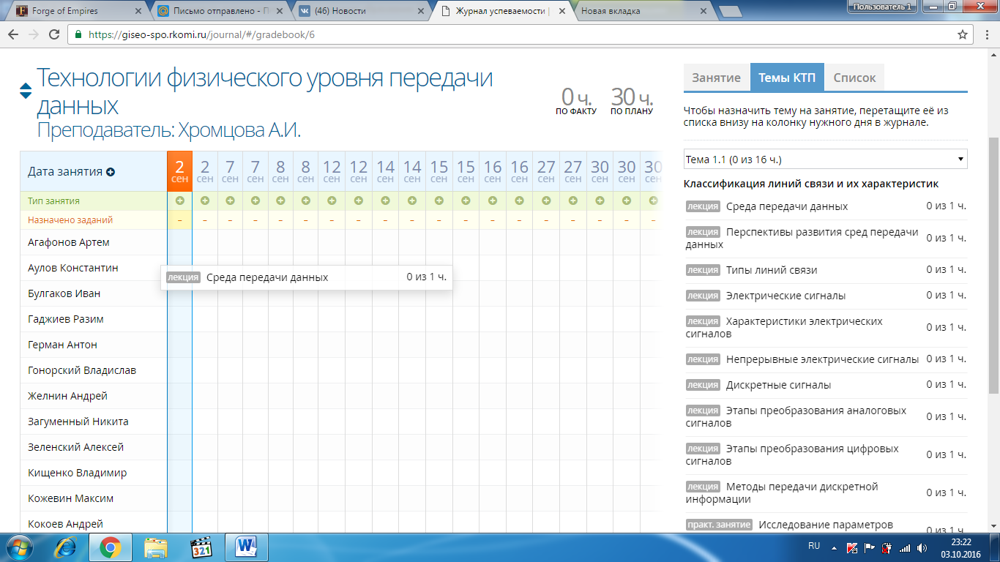 Forge of Empires
Письмо отправлено - П
(46) Новости
Журнал успеваемости |
Новая вкладка
Пользователь 1
https://giseo-spo.rkomi.ru/journal/#/gradebook/6
Технологии физического уровня передачи
данных
Преподаватель: Хромцова А.И.
0 ч. 30 ч.
ПО ФАКТУ ПО ПЛАНУ
Занятие Темы КТП Список
Чтобы назначить тему на занятие, перетащите её из
списка внизу на колонку нужного дня в журнале.
Тема 1.1 (0 из 16 ч.)
Классификация линий связи и их характеристик
лекция Среда передачи данных 0 из 1 ч.
лекция Перспективы развития сред передачи
данных 0 из 1 ч.
лекция Типы линий связи 0 из 1 ч.
лекция Электрические сигналы 0 из 1 ч.
лекция Характеристики электрических
сигналов 0 из 1 ч.
лекция Непрерывные электрические сигналы 0 из 1 ч.
лекция Дискретные сигналы 0 из 1 ч.
лекция Этапы преобразования аналоговых
сигналов 0 из 1 ч.
лекция Этапы преобразования цифровых
сигналов 0 из 1 ч.
лекция Методы передачи дискретной
информации 0 из 1 ч.
практ. занятие Исследование параметров 0 из 1 ч.
Дата занятия 2 2 7 7 8 8 12 12 14 14 15 15 16 16 27 27 30 30 30
сен сен сен сен сен сен сен сен сен сен сен сен сен сен сен сен сен сен сен
Тип занятия
Назначено заданий – – – – – – – – – – – – – – – – – – –
Агафонов Артем
Аулов Константин
лекция Среда передачи данных 0 из 1 ч.
Булгаков Иван
Гаджиев Разим
Герман Антон
Гонорский Владислав
Желнин Андрей
Загуменный Никита
Зеленский Алексей
Кищенко Владимир
Кожевин Максим
Кокоев Андрей
321
RU
23:22
03.10.2016